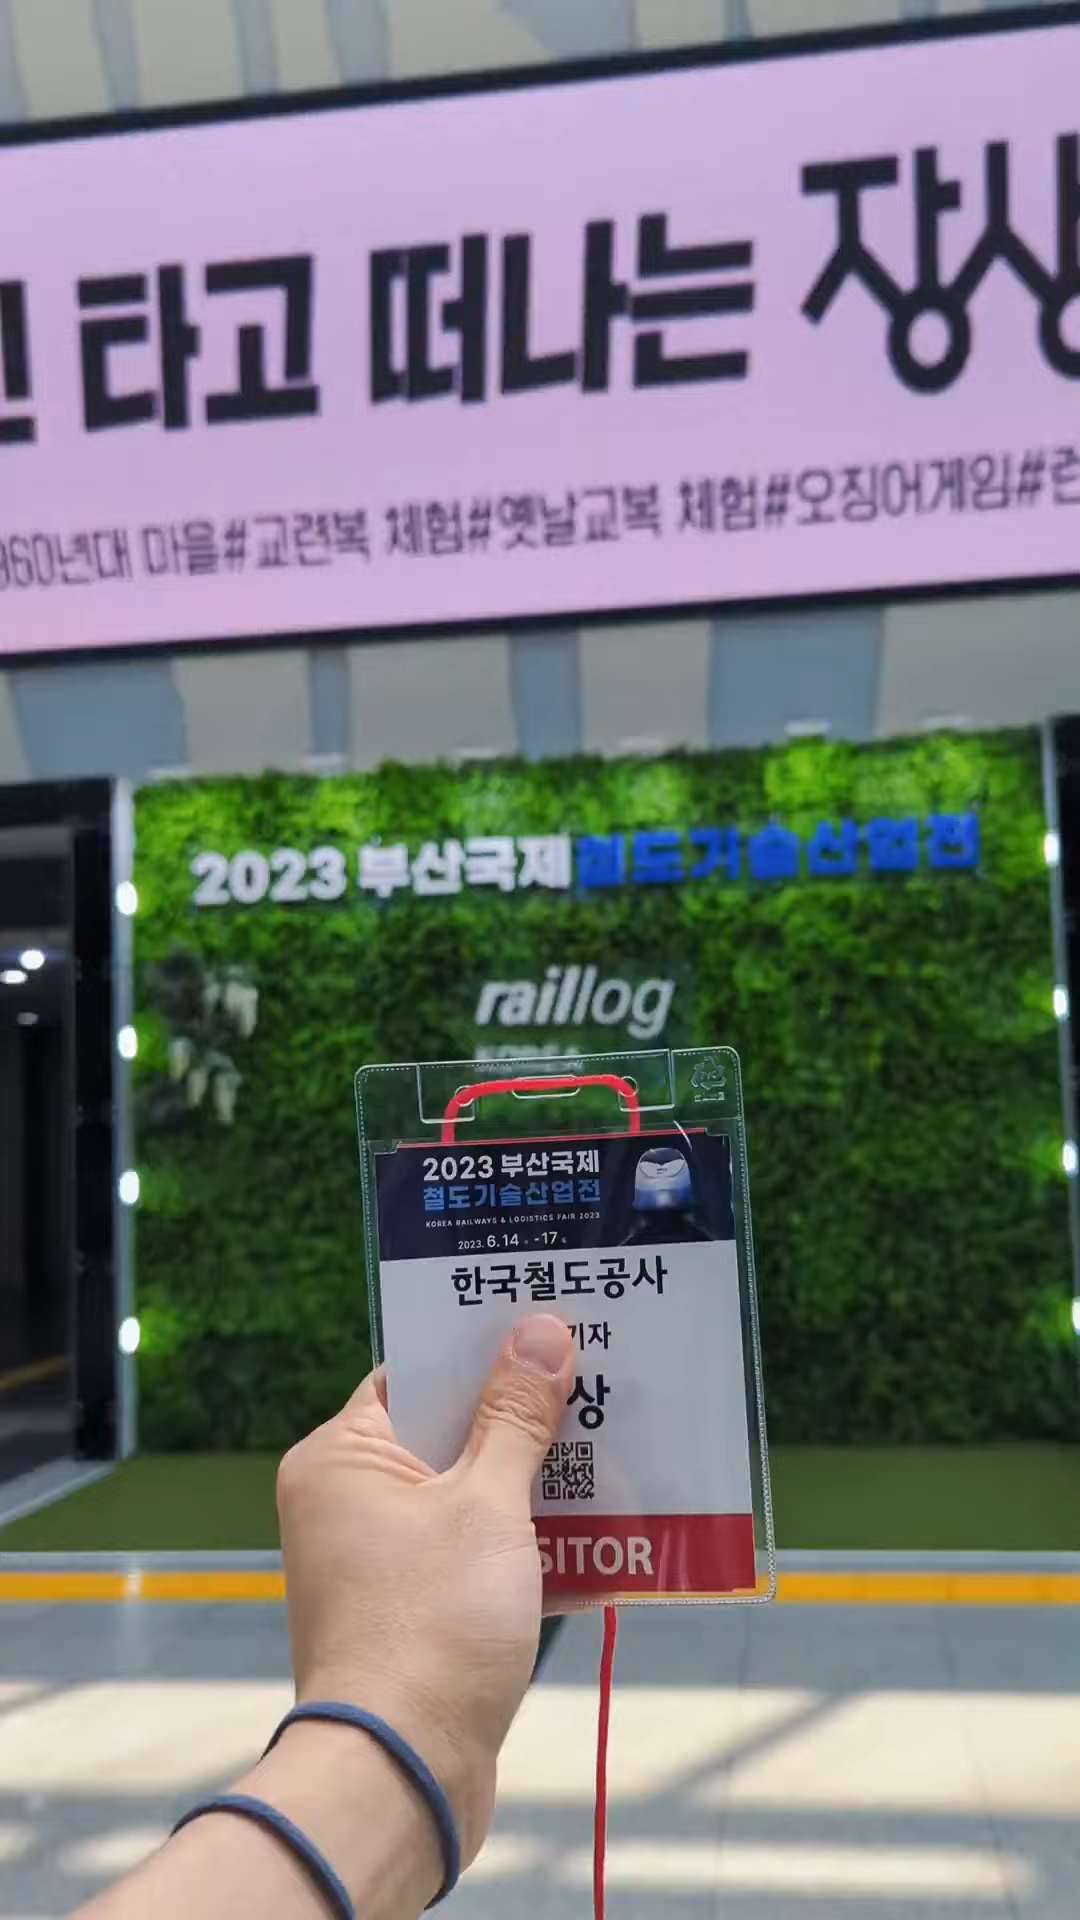 타고 떠나는
960년대 마을#교련복 체험#옛날교복 체험#오징어게임#런
2023 부산국제철도기술산업전
raillog
KOREA
2023 부산국제
철도기술산업전
KOREA RAILWAYS & LOGISTICS FAIR 2023
2023. 6.14 - 17
한국철도공사
기자
상
SITOR